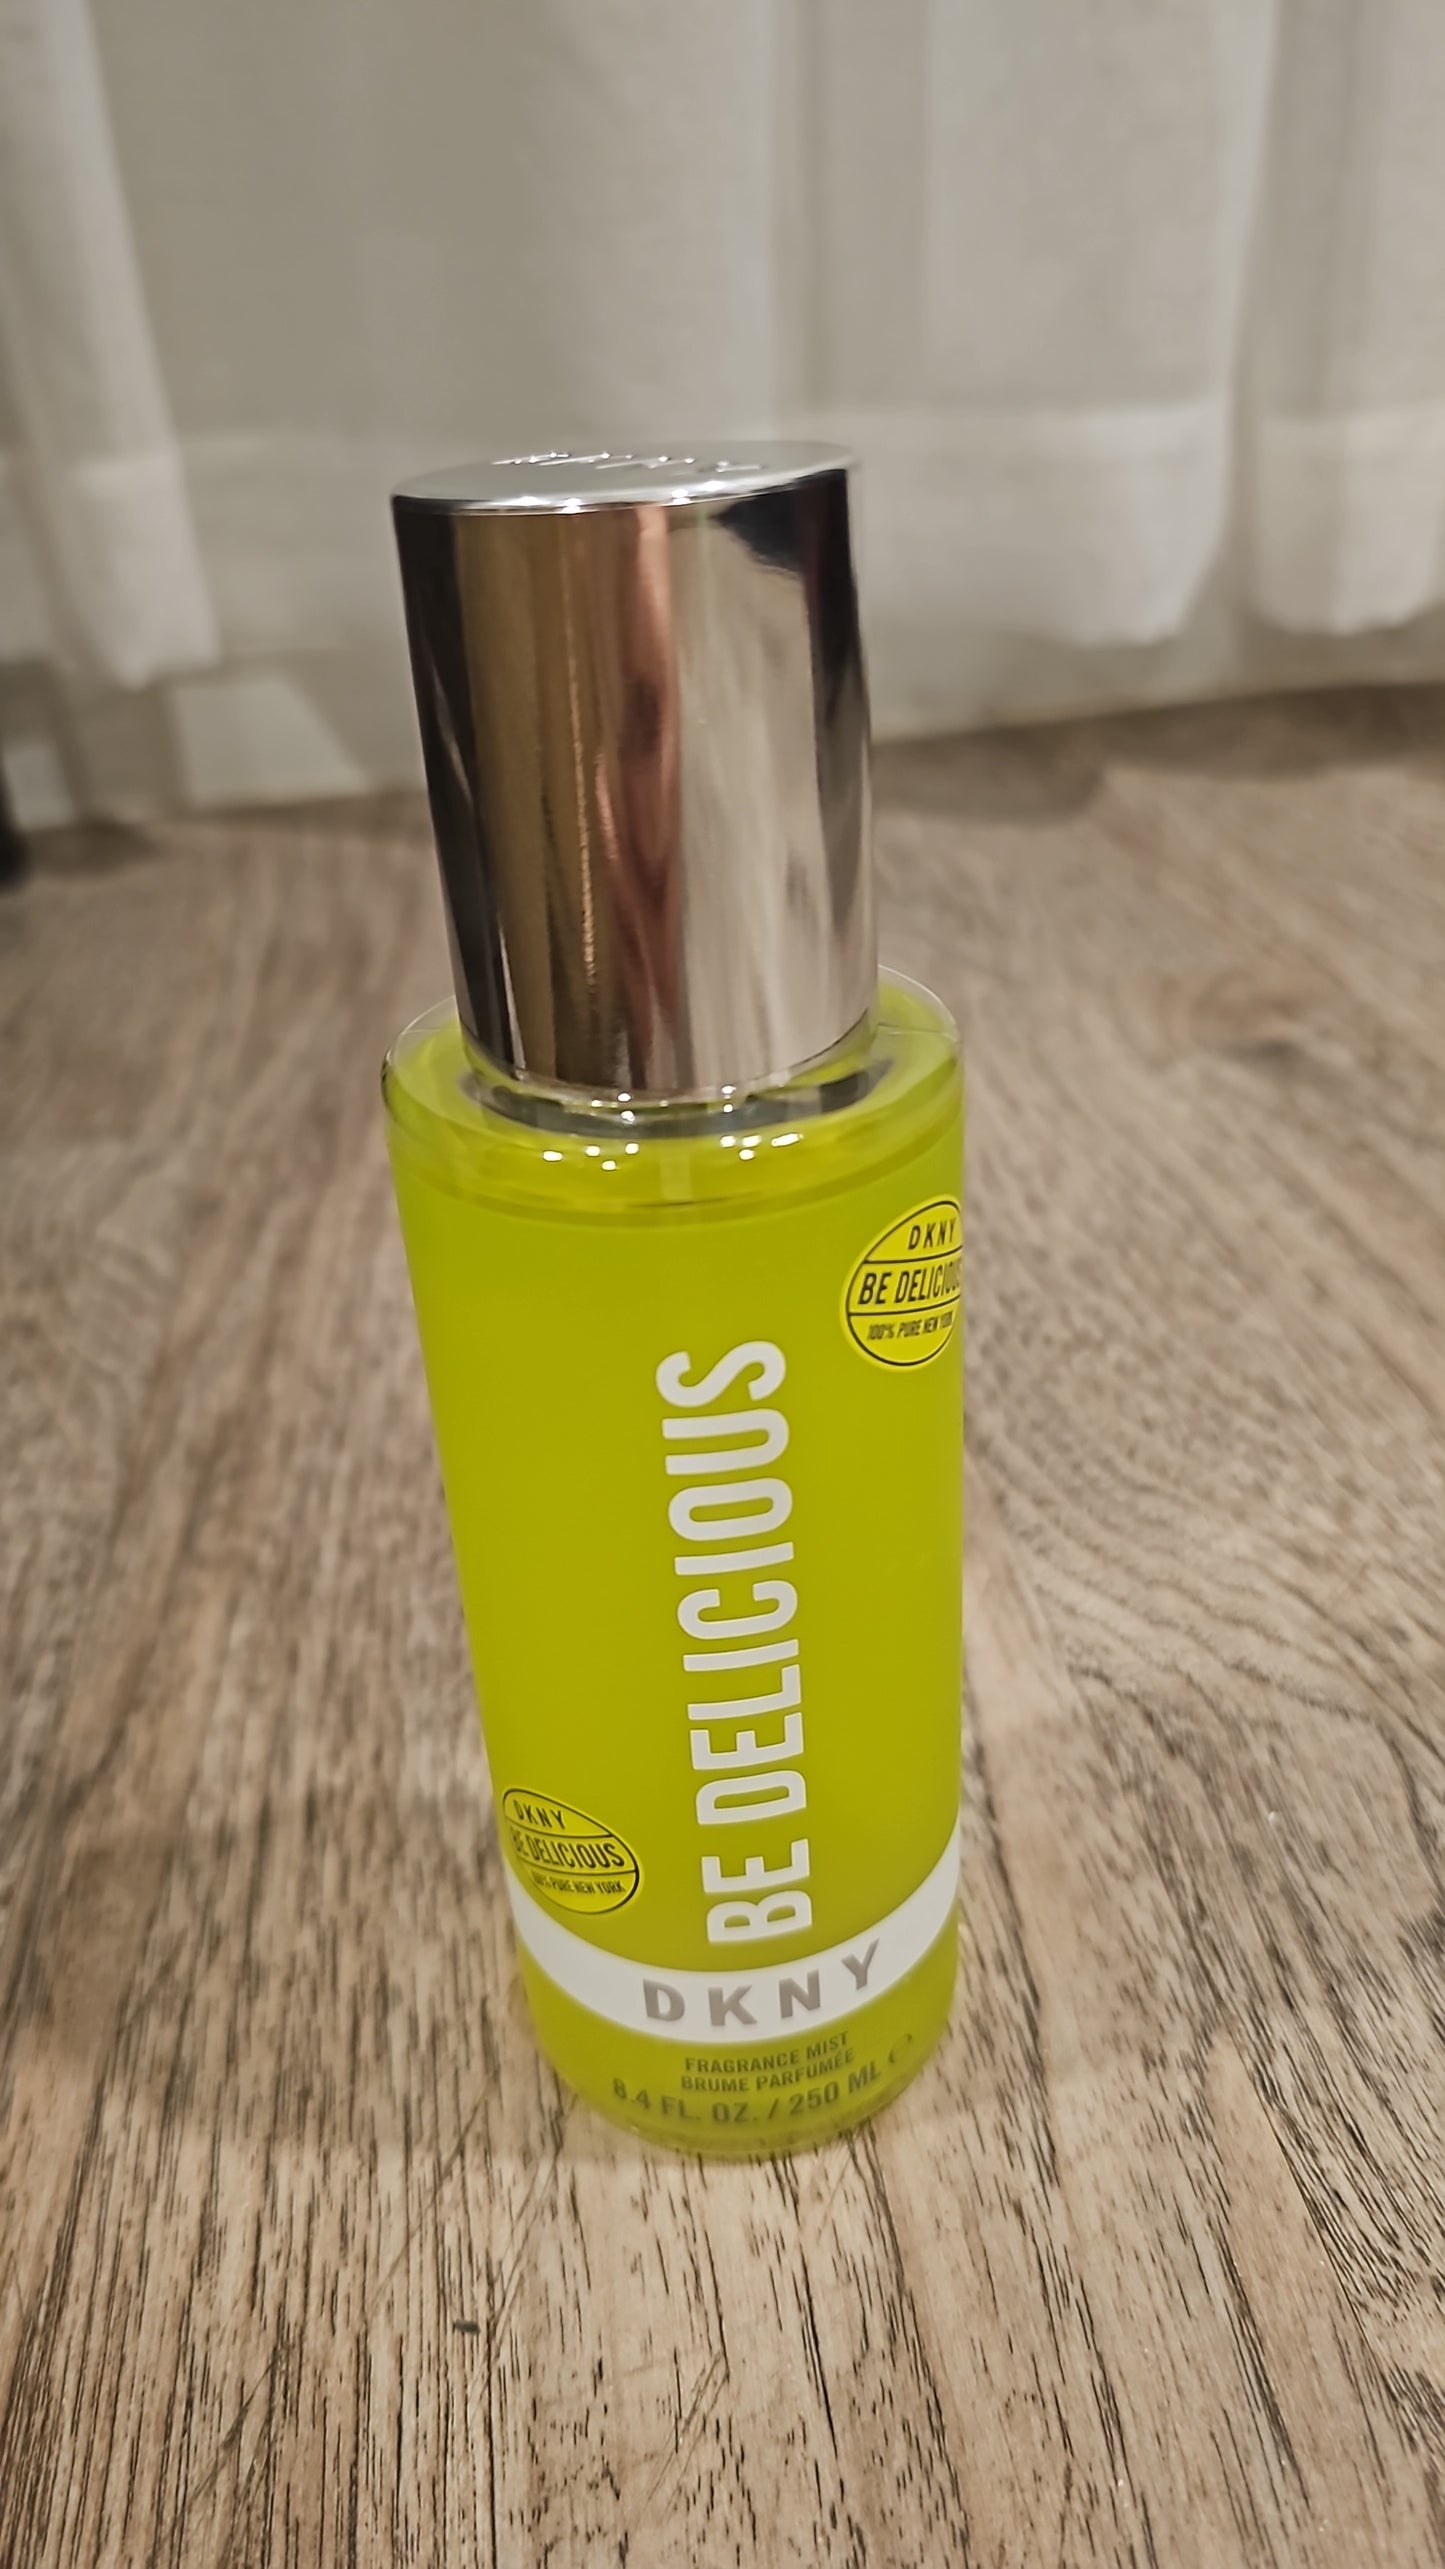 DKNY
BE DELICIOUS
100% PURE NEW YORK
BE DELICIOUS
DKNY
BE DELICIOUS
100% PURE NEW YORK
DKNY
FRAGRANCE MIST
BRUME PARFUMÉE
8.4 FL. OZ. / 250 ML ℮